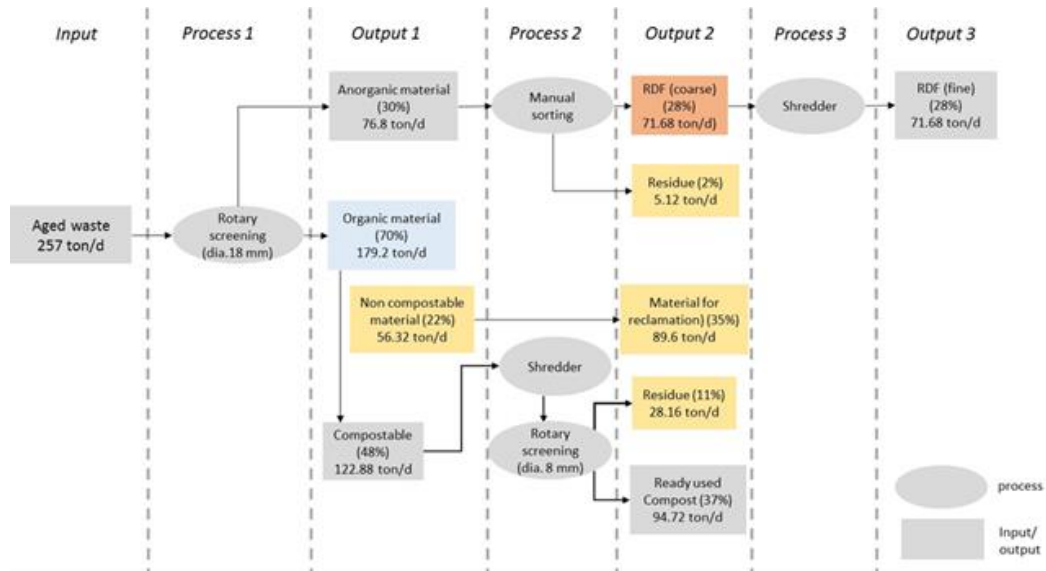 Input
Process 1
Output 1
Process 2
Output 2
Process 3
Output 3
Aged waste
257 ton/d
Rotary
screening
(dia.18 mm)
Anorganic material
(30%)
76.8 ton/d
Manual
sorting
RDF (coarse)
(28%)
71.68 ton/d)
Shredder
RDF (fine)
(28%)
71.68 ton/d
Residue (2%)
5.12 ton/d
Organic material
(70%)
179.2 ton/d
Non compostable
material (22%)
56.32 ton/d
Material for
reclamation) (35%)
89.6 ton/d
Shredder
Residue (11%)
28.16 ton/d
Compostable
(48%)
122.88 ton/d
Rotary
screening
(dia. 8 mm)
Ready used
Compost (37%)
94.72 ton/d
process
Input/
output